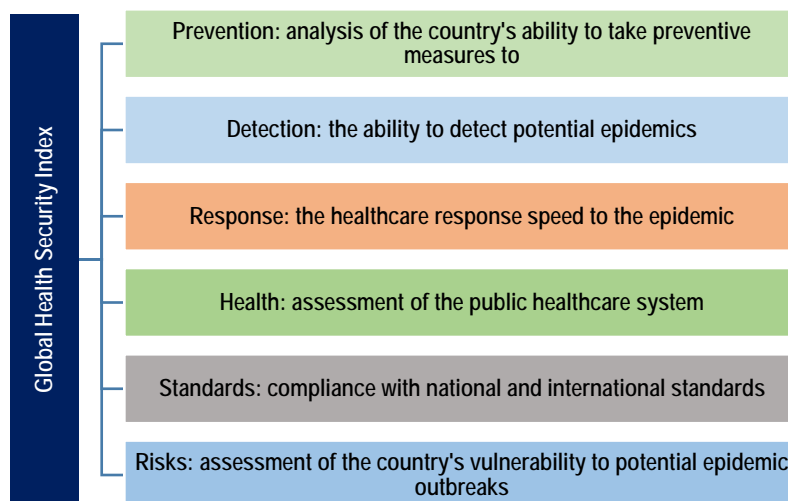 Global Health Security Index
Prevention: analysis of the country's ability to take preventive
measures to
Detection: the ability to detect potential epidemics
Response: the healthcare response speed to the epidemic
Health: assessment of the public healthcare system
Standards: compliance with national and international standards
Risks: assessment of the country's vulnerability to potential epidemic
outbreaks